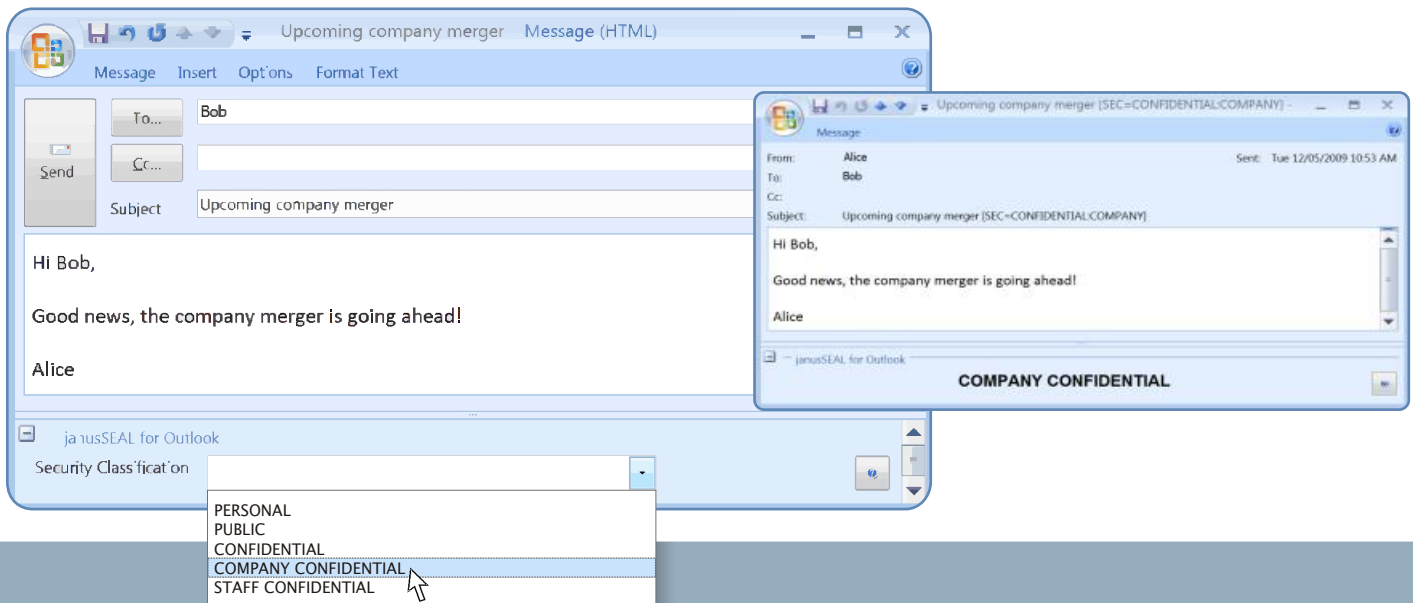 Upcoming company merger Message (HTML)
Message Insert Options Format Text
To... Bob
Cc...
Send
Subject Upcoming company merger
Hi Bob,
Good news, the company merger is going ahead!
Alice
janusSEAL for Outlook
Security Classification
PERSONAL
PUBLIC
CONFIDENTIAL
COMPANY CONFIDENTIAL
STAFF CONFIDENTIAL
Upcoming company merger [SEC=CONFIDENTIAL:COMPANY] -
Message
From: Alice Sent: Tue 12/05/2009 10:53 AM
To: Bob
Cc:
Subject: Upcoming company merger [SEC=CONFIDENTIAL:COMPANY]
Hi Bob,
Good news, the company merger is going ahead!
Alice
janusSEAL for Outlook
COMPANY CONFIDENTIAL